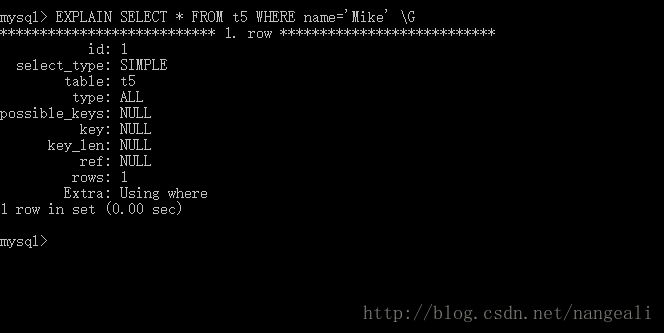 mysql> EXPLAIN SELECT * FROM t5 WHERE name='Mike' \G
*************************** 1. row ***************************
           id: 1
  select_type: SIMPLE
        table: t5
         type: ALL
possible_keys: NULL
          key: NULL
      key_len: NULL
          ref: NULL
         rows: 1
        Extra: Using where
1 row in set (0.00 sec)
mysql>
http://blog.csdn.net/nangeali